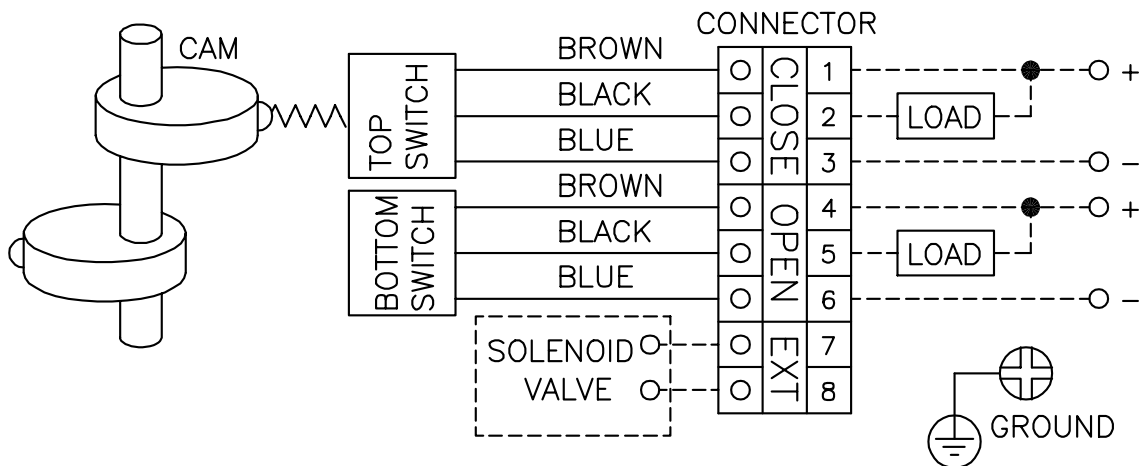 CONNECTOR
CAM
TOP
SWITCH
BROWN
BLACK
BLUE
CLOSE
1
2
3
LOAD
+
−
BOTTOM
SWITCH
BROWN
BLACK
BLUE
OPEN
4
5
6
LOAD
+
−
SOLENOID
VALVE
EXT
7
8
GROUND